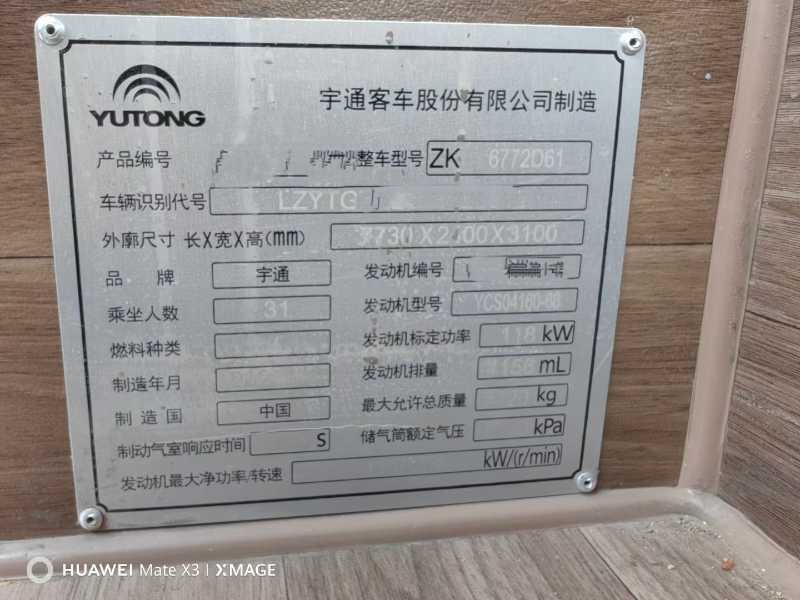 YUTONG
宇通客车股份有限公司制造
产品编号 整车型号 ZK 6772D61
车辆识别代号 LZYTG
外廓尺寸 长X宽X高(mm) 7730X2400X3100
品 牌 宇通 发动机编号
乘坐人数 31 发动机型号
燃料种类 发动机标定功率 118 kW
制造年月 发动机排量 mL
制造国 中国 最大允许总质量 kg
制动气室响应时间 S 储气筒额定气压 kPa
发动机最大净功率/转速 kW/(r/min)
HUAWEI Mate X3 | XMAGE